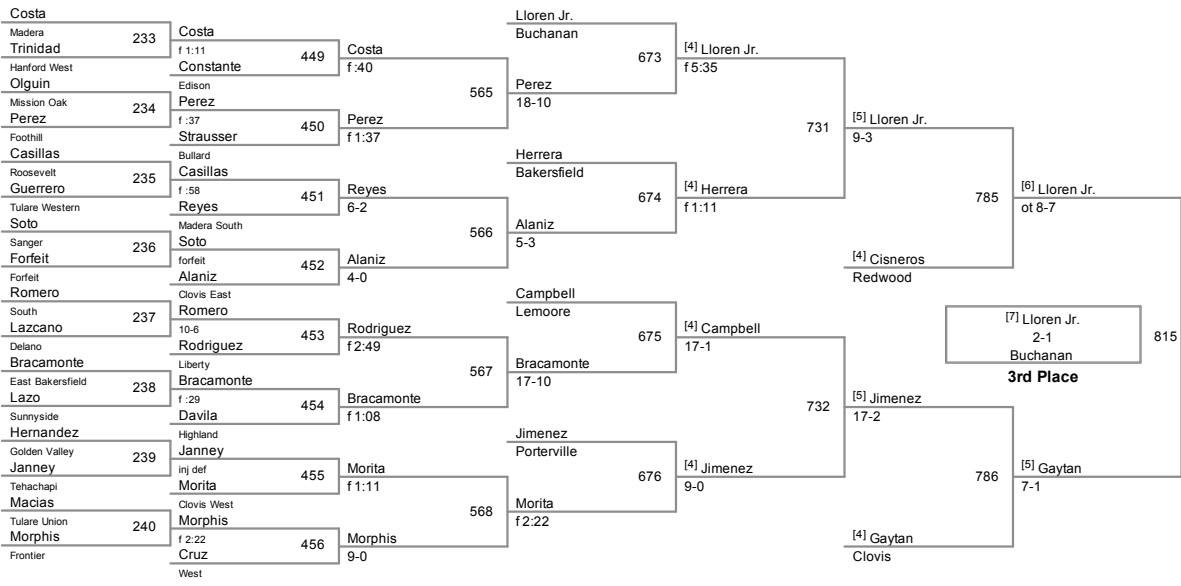 Costa
Madera
233
Trinidad
Hanford West
Olguin
Mission Oak
234
Perez
Foothill
Casillas
Roosevelt
235
Guerrero
Tulare Western
Soto
Sanger
236
Forfeit
Forfeit
Romero
South
237
Lazcano
Delano
Bracamonte
East Bakersfield
238
Lazo
Sunnyside
Hernandez
Golden Valley
239
Janney
Tehachapi
Macias
Tulare Union
240
Morphis
Frontier
Costa
f 1:11
449
Constante
Edison
Perez
f :37
450
Strausser
Bullard
Casillas
f :58
451
Reyes
Madera South
Soto
forfeit
452
Alaniz
Clovis East
Romero
10-6
453
Rodriguez
Liberty
Bracamonte
f :29
454
Davila
Highland
Janney
inj def
455
Morita
Clovis West
Morphis
f 2:22
456
Cruz
West
Costa
f :40
565
Perez
f 1:37
Reyes
6-2
566
Alaniz
4-0
Rodriguez
f 2:49
567
Bracamonte
f 1:08
Morita
f 1:11
568
Morphis
9-0
Lloren Jr.
Buchanan
673
Perez
18-10
Herrera
Bakersfield
674
Alaniz
5-3
Campbell
Lemoore
675
Bracamonte
17-10
Jimenez
Porterville
676
Morita
f 2:22
[4] Lloren Jr.
f 5:35
731
[4] Herrera
f 1:11
[4] Campbell
17-1
732
[4] Jimenez
9-0
[5] Lloren Jr.
9-3
785
[4] Cisneros
Redwood
[5] Jimenez
17-2
786
[4] Gaytan
Clovis
[6] Lloren Jr.
ot 8-7
815
[5] Gaytan
7-1
[7] Lloren Jr.
2-1
Buchanan
3rd Place